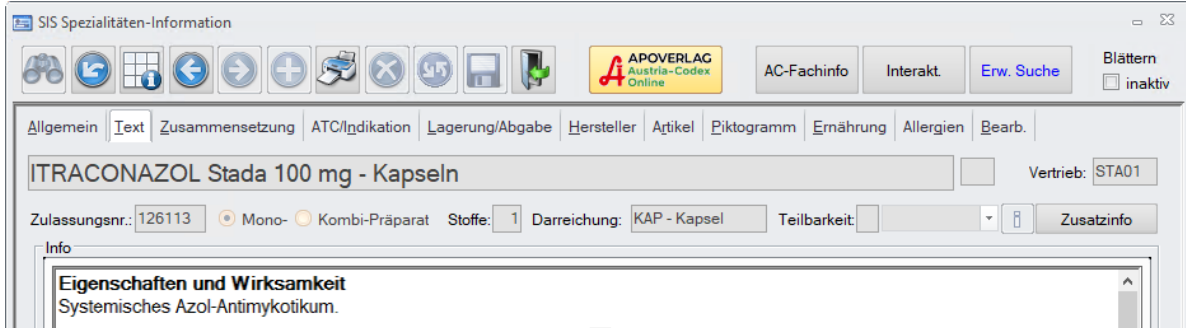 SIS Spezialitäten-Information
APOVERLAG
Austria-Codex
Online
AC-Fachinfo Interakt. Erw. Suche
Blättern
inaktiv
Allgemein Text Zusammensetzung ATC/Indikation Lagerung/Abgabe Hersteller Artikel Piktogramm Ernährung Allergien Bearb.
ITRACONAZOL Stada 100 mg - Kapseln Vertrieb: STA01
Zulassungsnr.: 126113 Mono- Kombi-Präparat Stoffe: 1 Darreichung: KAP - Kapsel Teilbarkeit: Zusatzinfo
Info
Eigenschaften und Wirksamkeit
Systemisches Azol-Antimykotikum.